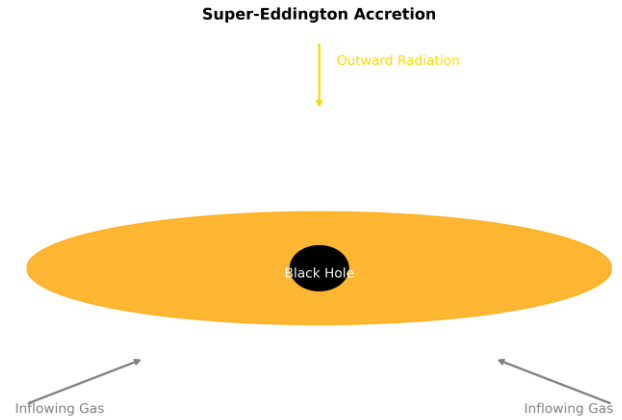 Super-Eddington Accretion
Outward Radiation
Black Hole
Inflowing Gas
Inflowing Gas